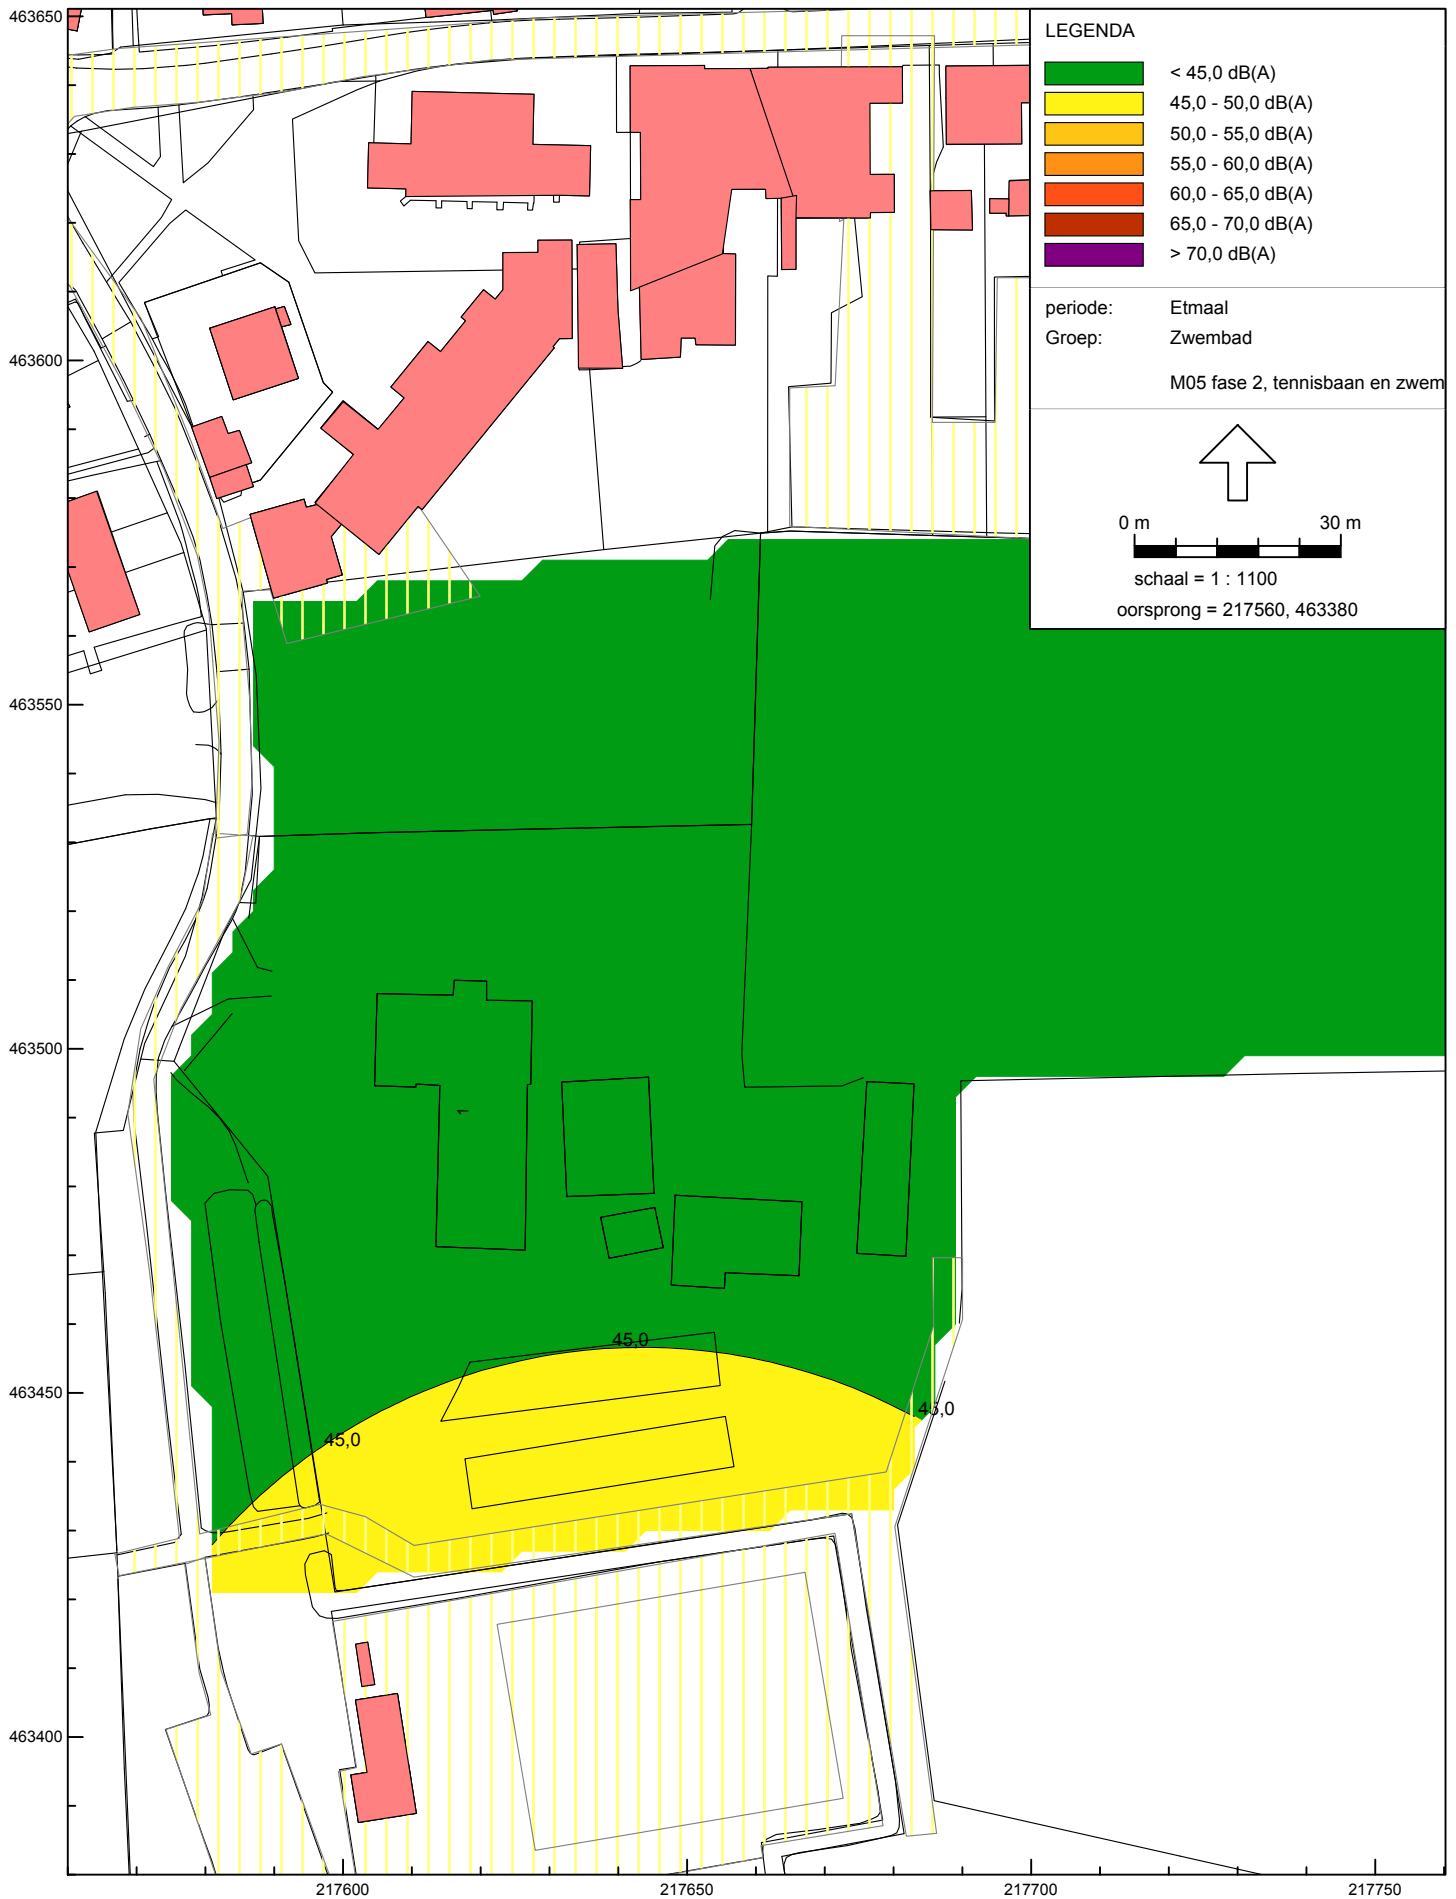 463650
LEGENDA
< 45,0 dB(A)
45,0 - 50,0 dB(A)
50,0 - 55,0 dB(A)
55,0 - 60,0 dB(A)
60,0 - 65,0 dB(A)
65,0 - 70,0 dB(A)
> 70,0 dB(A)
periode: Etmaal
Groep: Zwembad
M05 fase 2, tennisbaan en zwem
0 m 30 m
schaal = 1 : 1100
oorsprong = 217560, 463380
463600
463550
463500
1
45,0
463450
45,0
45,0
463400
217600 217650 217700 217750